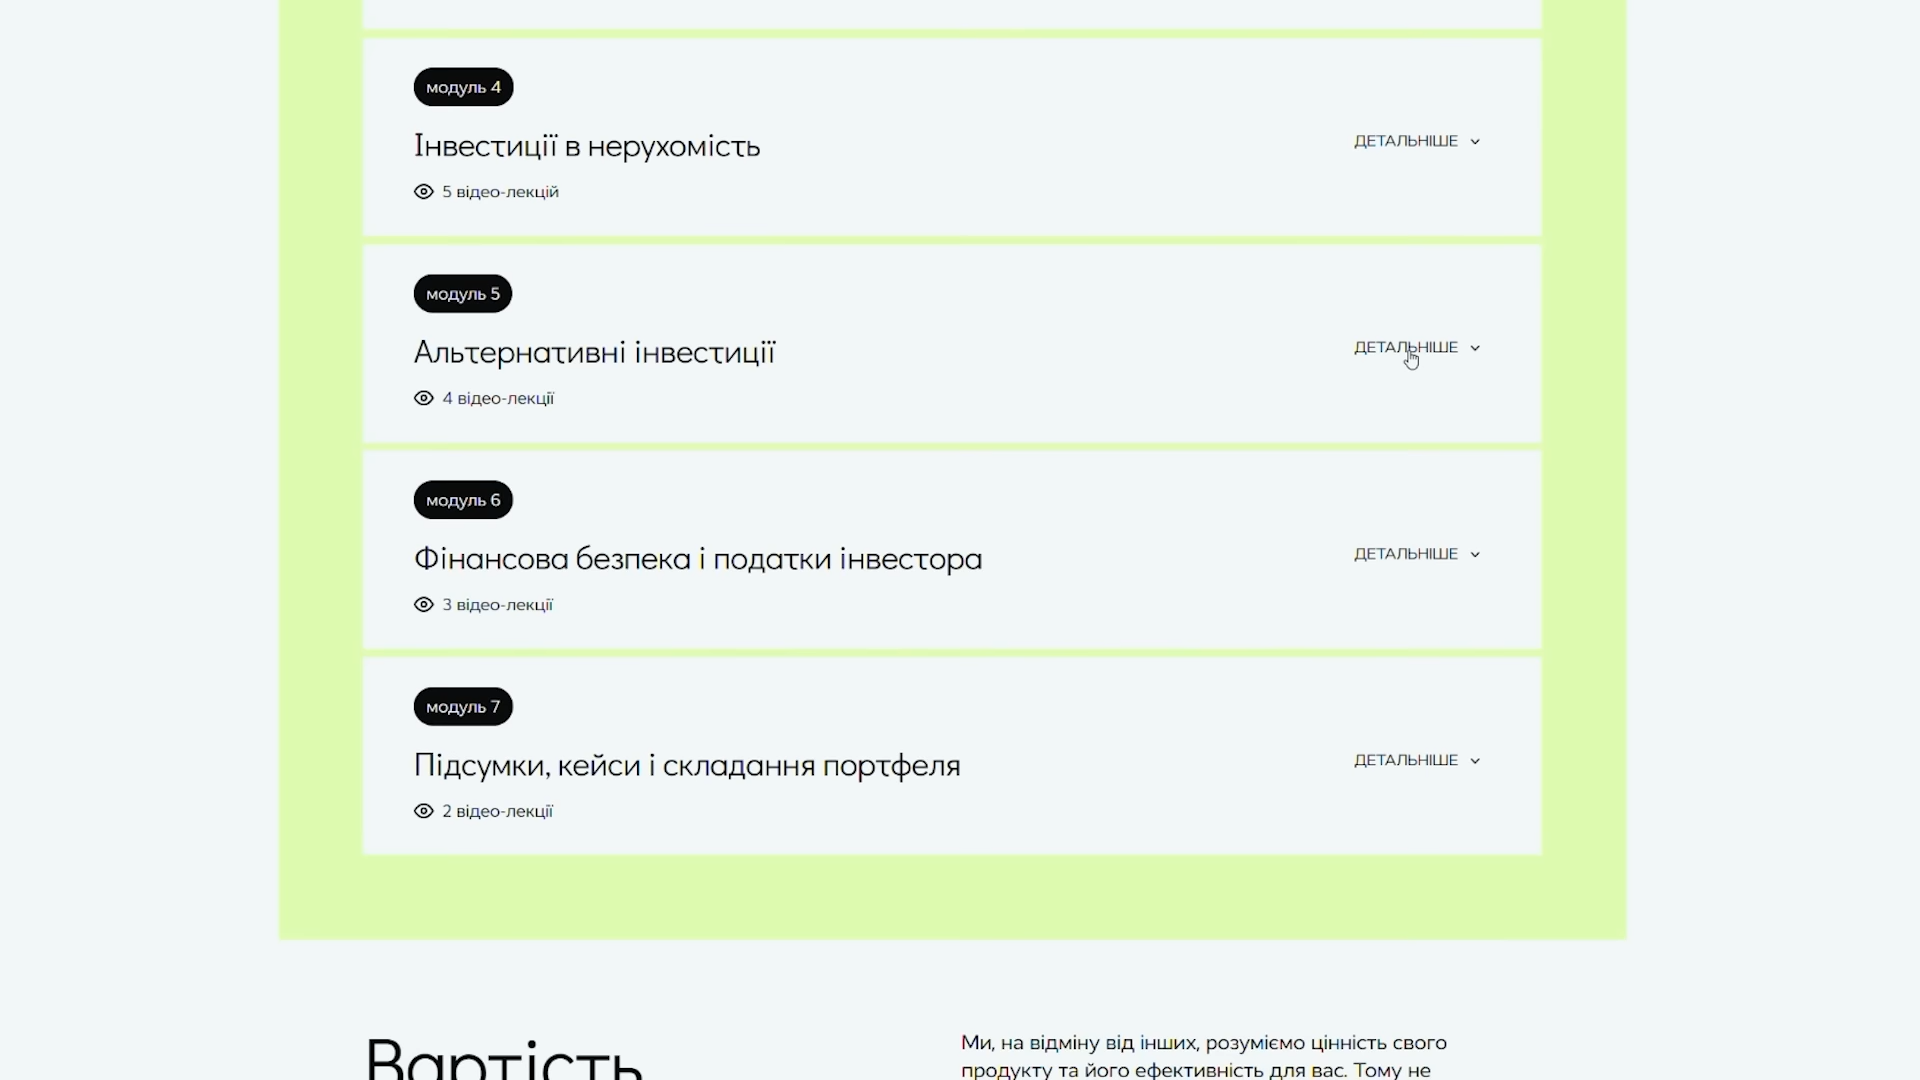 модуль 4
Інвестиції в нерухомість
ДЕТАЛЬНІШЕ
5 відео-лекцій
модуль 5
Альтернативні інвестиції
ДЕТАЛЬНІШЕ
4 відео-лекції
модуль 6
Фінансова безпека і податки інвестора
ДЕТАЛЬНІШЕ
3 відео-лекції
модуль 7
Підсумки, кейси і складання портфеля
ДЕТАЛЬНІШЕ
2 відео-лекції
Вартість
Ми, на відміну від інших, розуміємо цінність свого
продукту та його ефективність для вас. Тому не